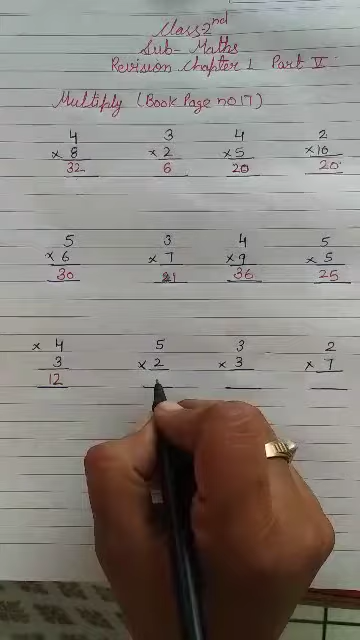 Class 2nd
Sub- Maths
Revision Chapter 1 Part V
Multiply (Book Page no 17)
4 3 4 2
× 8 × 2 × 5 × 10
32 6 20 20
5 3 4 5
× 6 × 7 × 9 × 5
30 21 36 25
× 4 5 3 2
3 × 2 × 3 × 7
12